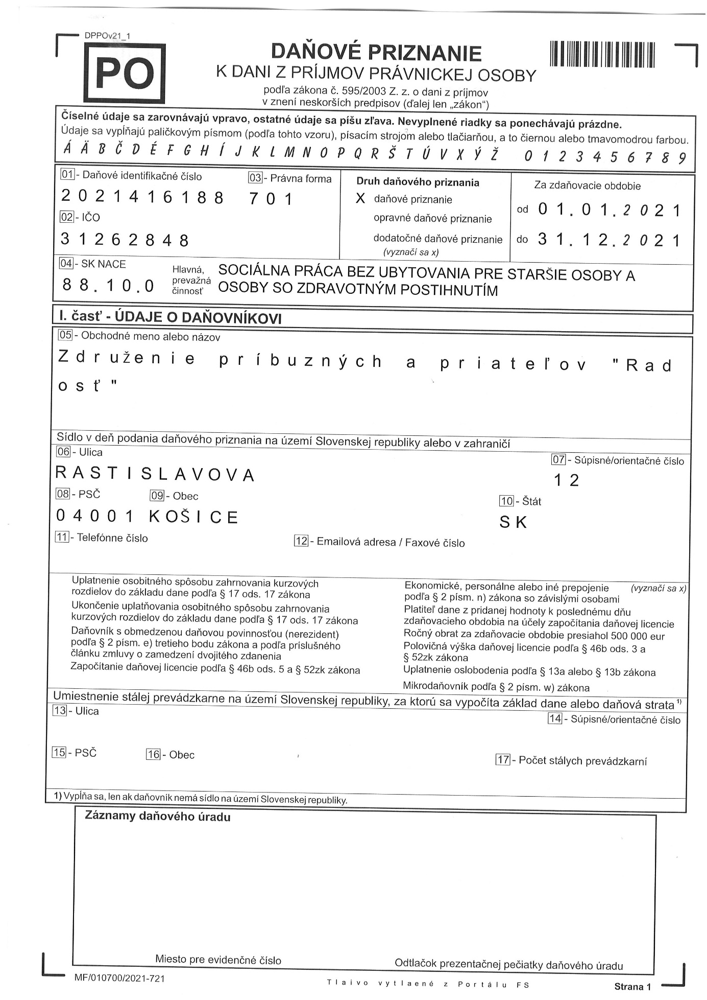 DPPOv21_1
PO
DAŇOVÉ PRIZNANIE
K DANI Z PRÍJMOV PRÁVNICKEJ OSOBY
podľa zákona č. 595/2003 Z. z. o dani z príjmov
v znení neskorších predpisov (ďalej len „zákon“)
Číselné údaje sa zarovnávajú vpravo, ostatné údaje sa píšu zľava. Nevyplnené riadky sa ponechávajú prázdne.
Údaje sa vypĺňajú paličkovým písmom (podľa tohto vzoru), písacím strojom alebo tlačiarňou, a to čiernou alebo tmavomodrou farbou.
Á Ä B Č D É F G H Í J K L M N O P Q R Š T Ú V X Ý Ž 0 1 2 3 4 5 6 7 8 9
01 - Daňové identifikačné číslo
2021416188
03 - Právna forma
701
02 - IČO
31262848
Druh daňového priznania
X daňové priznanie
opravné daňové priznanie
dodatočné daňové priznanie
(vyznačí sa x)
Za zdaňovacie obdobie
od 01.01.2021
do 31.12.2021
04 - SK NACE
88.10.0
Hlavná,
prevažná
činnosť
SOCIÁLNA PRÁCA BEZ UBYTOVANIA PRE STARŠIE OSOBY A
OSOBY SO ZDRAVOTNÝM POSTIHNUTÍM
I. časť - ÚDAJE O DAŇOVNÍKOVI
05 - Obchodné meno alebo názov
Združenie príbuzných a priateľov "Rad
osť"
Sídlo v deň podania daňového priznania na území Slovenskej republiky alebo v zahraničí
06 - Ulica
RASTISLAVOVA
07 - Súpisné/orientačné číslo
12
08 - PSČ
04001
09 - Obec
KOŠICE
10 - Štát
SK
11 - Telefónne číslo
12 - Emailová adresa / Faxové číslo
Uplatnenie osobitného spôsobu zahrnovania kurzových
rozdielov do základu dane podľa § 17 ods. 17 zákona
Ukončenie uplatňovania osobitného spôsobu zahrnovania
kurzových rozdielov do základu dane podľa § 17 ods. 17 zákona
Daňovník s obmedzenou daňovou povinnosťou (nerezident)
podľa § 2 písm. e) tretieho bodu zákona a podľa príslušného
článku zmluvy o zamedzení dvojitého zdanenia
Započítanie daňovej licencie podľa § 46b ods. 5 a § 52zk zákona
Ekonomické, personálne alebo iné prepojenie (vyznačí sa x)
podľa § 2 písm. n) zákona so závislými osobami
Platiteľ dane z pridanej hodnoty k poslednému dňu
zdaňovacieho obdobia na účely započítania daňovej licencie
Ročný obrat za zdaňovacie obdobie presiahol 500 000 eur
Polovičná výška daňovej licencie podľa § 46b ods. 3 a
§ 52zk zákona
Uplatnenie oslobodenia podľa § 13a alebo § 13b zákona
Mikrodaňovník podľa § 2 písm. w) zákona
Umiestnenie stálej prevádzkarne na území Slovenskej republiky, za ktorú sa vypočíta základ dane alebo daňová strata 1)
13 - Ulica
14 - Súpisné/orientačné číslo
15 - PSČ
16 - Obec
17 - Počet stálych prevádzkarní
1) Vypĺňa sa, len ak daňovník nemá sídlo na území Slovenskej republiky.
Záznamy daňového úradu
Miesto pre evidenčné číslo
Odtlačok prezentačnej pečiatky daňového úradu
MF/010700/2021-721
Tlaivo vytlaené z Portálu FS
Strana 1